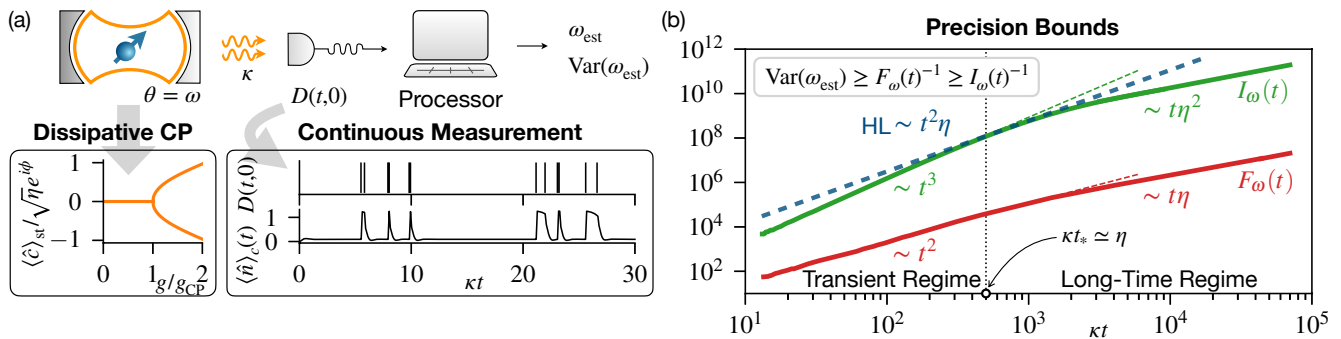 (a)
κ
θ = ω
D(t,0)
Processor
ω_est
Var(ω_est)
Dissipative CP
⟨ĉ⟩_st/√η e^{iϕ}
1
0
−1
0
1
2
g/g_CP
Continuous Measurement
D(t,0)
⟨n̂⟩_c(t)
1
0
0
10
20
30
κt
(b)
Precision Bounds
10^12
10^10
10^8
10^6
10^4
10^2
Var(ω_est) ≥ F_ω(t)^{−1} ≥ I_ω(t)^{−1}
HL ∼ t^2η
∼ tη^2
I_ω(t)
∼ t^3
F_ω(t)
∼ tη
∼ t^2
κt_* ≃ η
Transient Regime
Long-Time Regime
10^1
10^2
10^3
10^4
10^5
κt